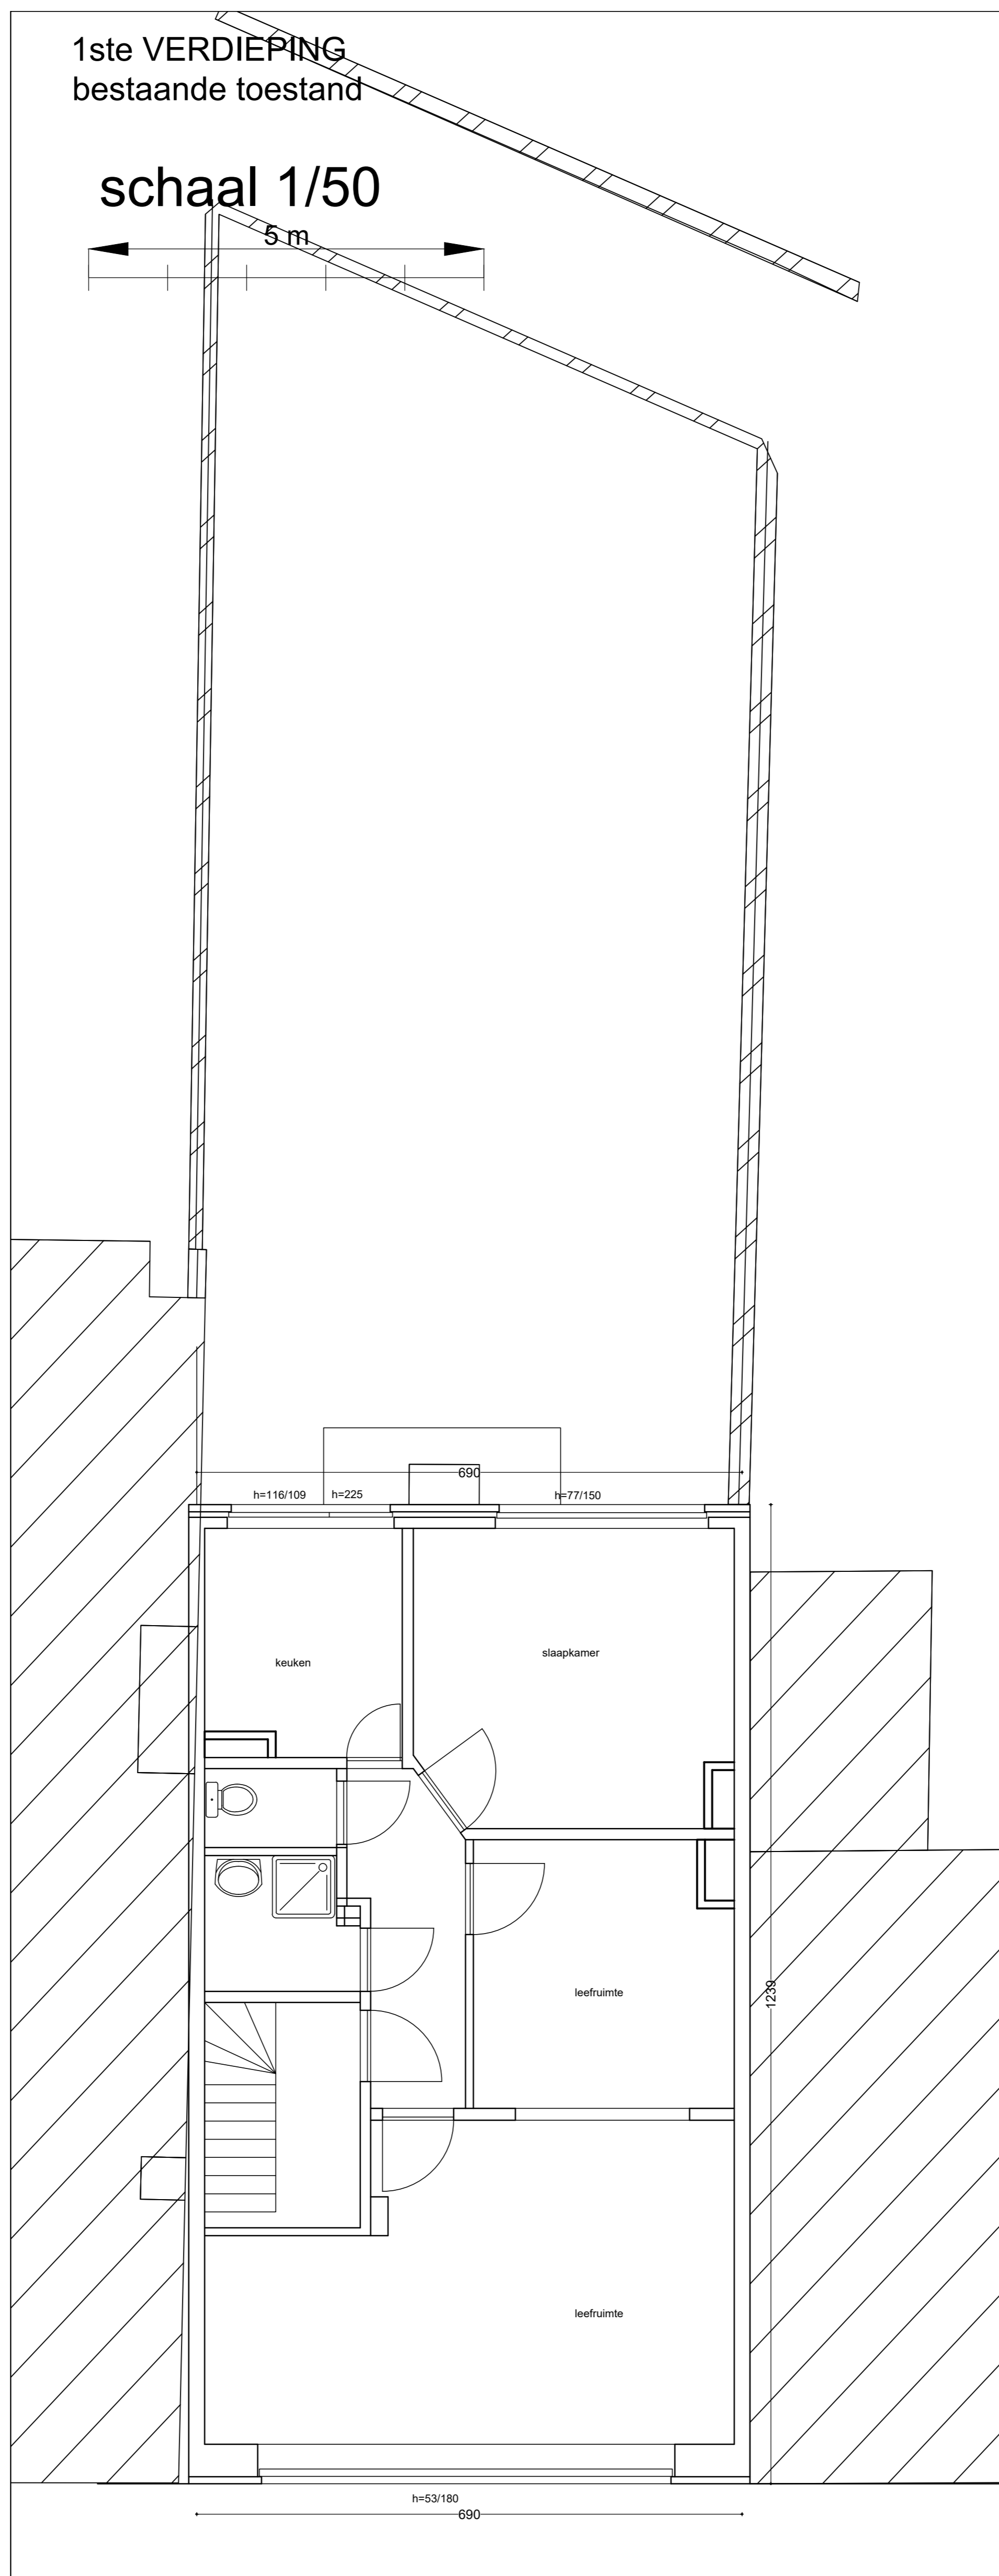 1ste VERDIEPING
bestaande toestand
schaal 1/50
5 m
690
h=116/109
h=225
h=77/150
keuken
slaapkamer
leefruimte
1239
leefruimte
h=53/180
690